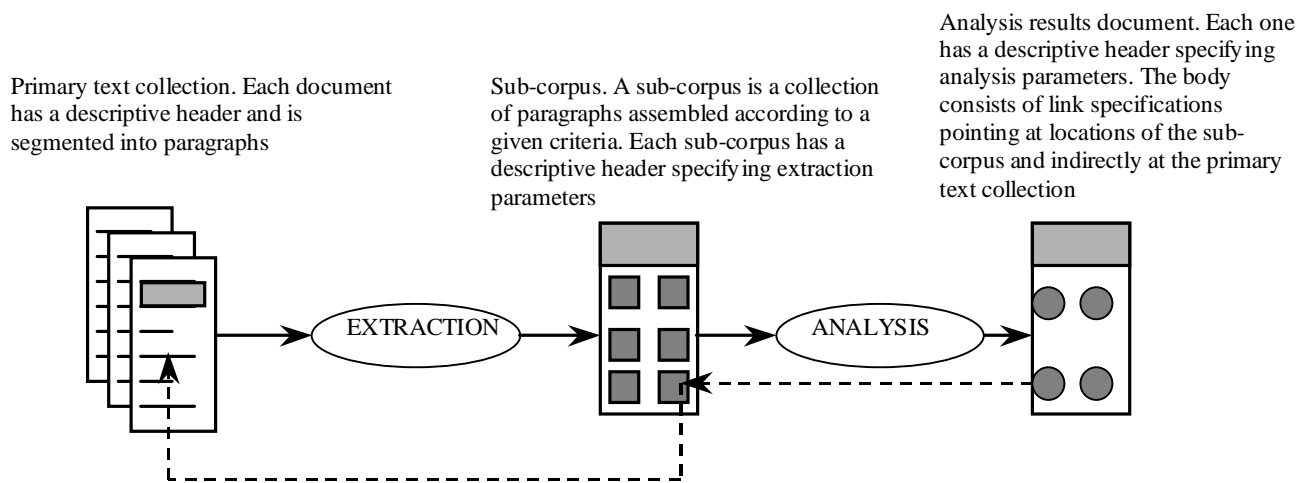 Primary text collection. Each document
has a descriptive header and is
segmented into paragraphs
Sub-corpus. A sub-corpus is a collection
of paragraphs assembled according to a
given criteria. Each sub-corpus has a
descriptive header specifying extraction
parameters
Analysis results document. Each one
has a descriptive header specifying
analysis parameters. The body
consists of link specifications
pointing at locations of the sub-
corpus and indirectly at the primary
text collection
EXTRACTION
ANALYSIS